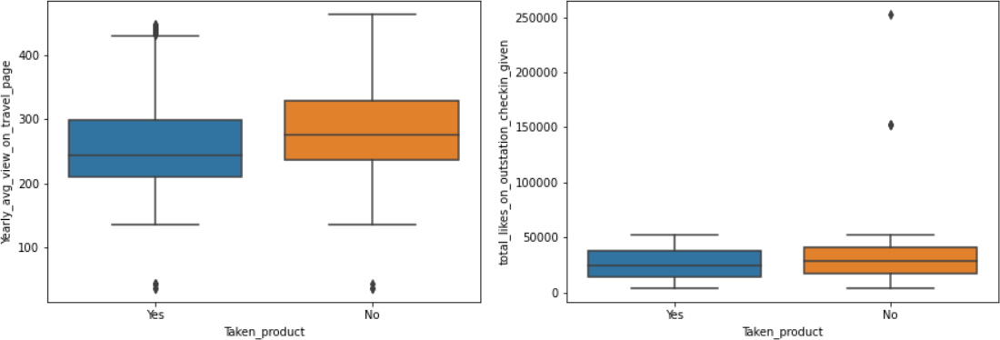 Yearly_avg_view_on_travel_page
400
300
200
100
Yes
No
Taken_product
total_likes_on_outstation_checkin_given
250000
200000
150000
100000
50000
0
Yes
No
Taken_product